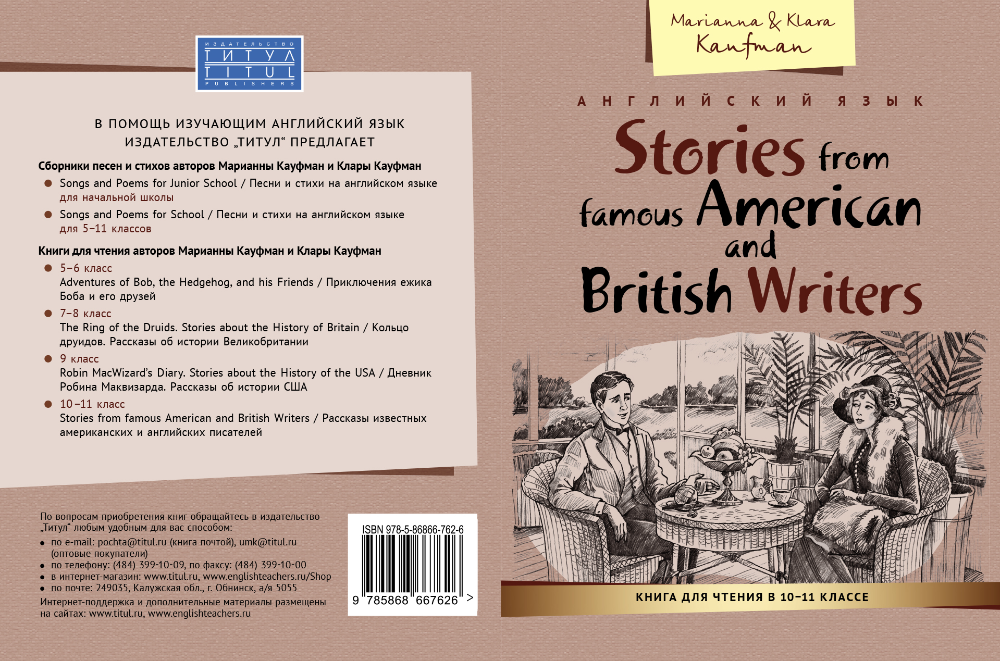 ИЗДАТЕЛЬСТВО
ТИТУЛ
TITUL
PUBLISHERS
В ПОМОЩЬ ИЗУЧАЮЩИМ АНГЛИЙСКИЙ ЯЗЫК
ИЗДАТЕЛЬСТВО „ТИТУЛ“ ПРЕДЛАГАЕТ
Сборники песен и стихов авторов Марианны Кауфман и Клары Кауфман
● Songs and Poems for Junior School / Песни и стихи на английском языке
для начальной школы
● Songs and Poems for School / Песни и стихи на английском языке
для 5–11 классов
Книги для чтения авторов Марианны Кауфман и Клары Кауфман
● 5–6 класс
Adventures of Bob, the Hedgehog, and his Friends / Приключения ежика
Боба и его друзей
● 7–8 класс
The Ring of the Druids. Stories about the History of Britain / Кольцо
друидов. Рассказы об истории Великобритании
● 9 класс
Robin MacWizard’s Diary. Stories about the History of the USA / Дневник
Робина Маквизарда. Рассказы об истории США
● 10–11 класс
Stories from famous American and British Writers / Рассказы известных
американских и английских писателей
По вопросам приобретения книг обращайтесь в издательство
„Титул“ любым удобным для вас способом:
● по e-mail: pochta@titul.ru (книга почтой), umk@titul.ru
(оптовые покупатели)
● по телефону: (484) 399-10-09, по факсу: (484) 399-10-00
● в интернет-магазин: www.titul.ru, www.englishteachers.ru/Shop
● по почте: 249035, Калужская обл., г. Обнинск, а/я 5055
Интернет-поддержка и дополнительные материалы размещены
на сайтах: www.titul.ru, www.englishteachers.ru
ISBN 978-5-86866-762-6
9 785868 667626 >
Marianna & Klara
Kaufman
АНГЛИЙСКИЙ ЯЗЫК
Stories from
famous American
and
British Writers
КНИГА ДЛЯ ЧТЕНИЯ В 10–11 КЛАССЕ